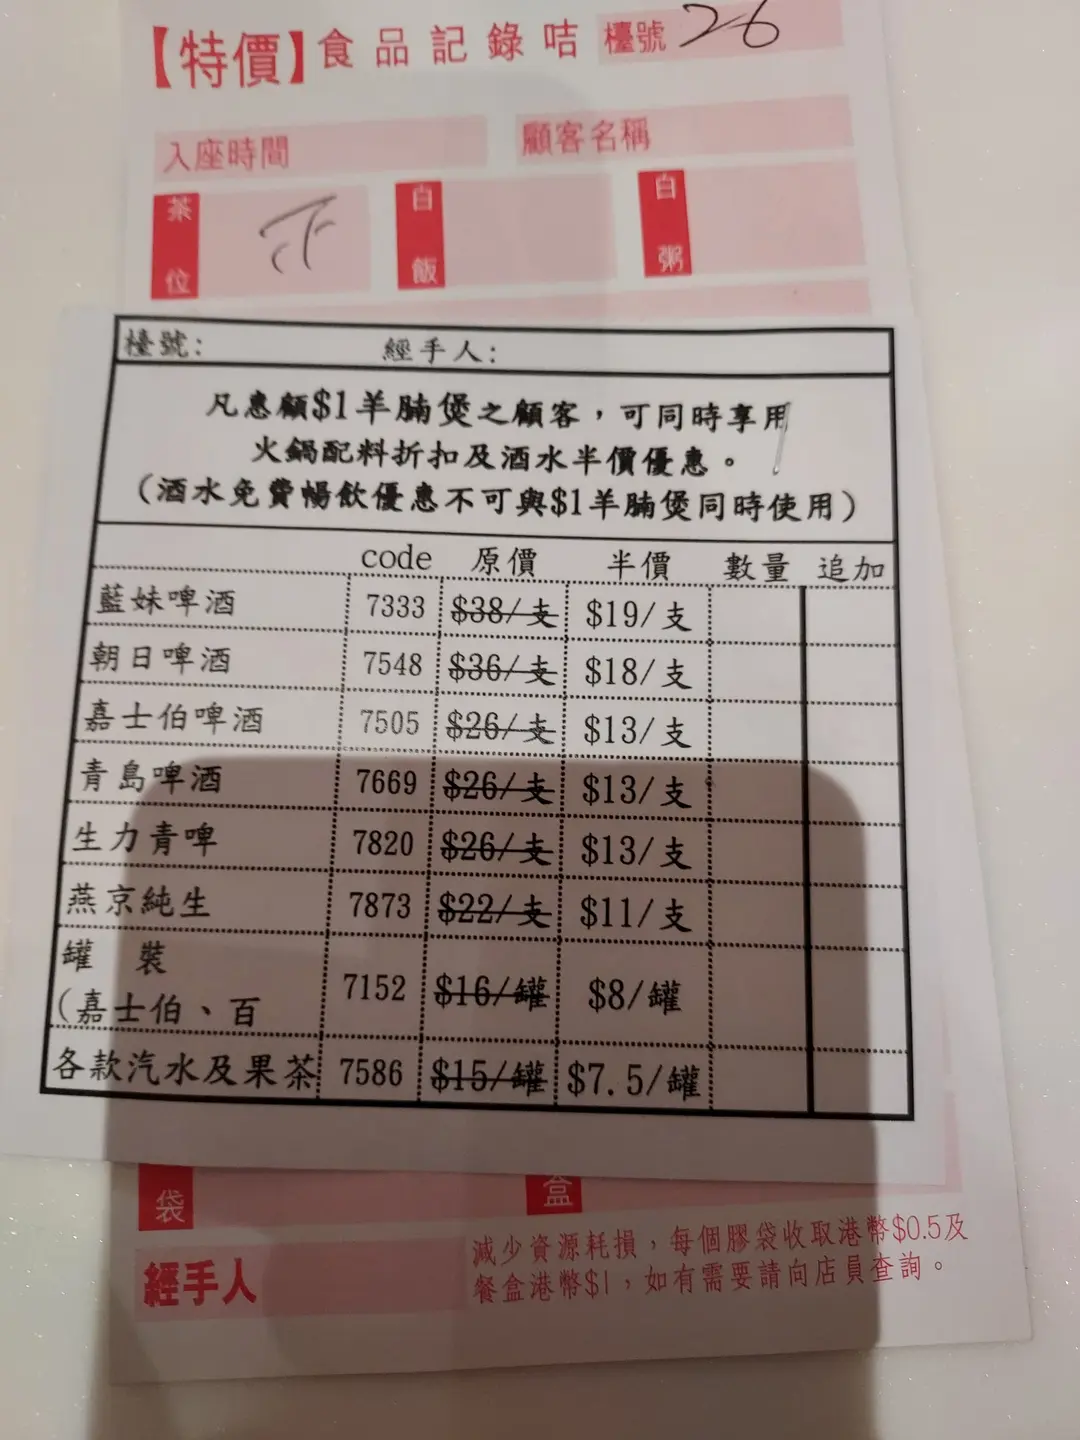 【特價】食品記錄咭 檯號 26
入座時間 顧客名稱
茶位 白飯 白粥
檯號: 經手人:
凡惠顧$1羊腩煲之顧客，可同時享用
火鍋配料折扣及酒水半價優惠。
（酒水免費暢飲優惠不可與$1羊腩煲同時使用）
code 原價 半價 數量 追加
藍妹啤酒 7333 $38/支 $19/支
朝日啤酒 7548 $36/支 $18/支
嘉士伯啤酒 7505 $26/支 $13/支
青島啤酒 7669 $26/支 $13/支
生力青啤 7820 $26/支 $13/支
燕京純生 7873 $22/支 $11/支
罐 裝
（嘉士伯、百 7152 $16/罐 $8/罐
各款汽水及果茶 7586 $15/罐 $7.5/罐
袋 盒
經手人
減少資源耗損，每個膠袋收取港幣$0.5及
餐盒港幣$1，如有需要請向店員查詢。